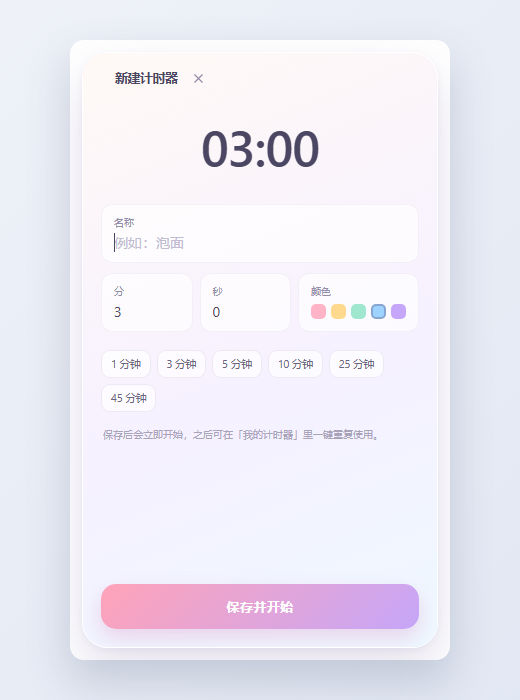 新建计时器 ×
03:00
名称
例如：泡面
分 秒 颜色
3 0
1 分钟 3 分钟 5 分钟 10 分钟 25 分钟
45 分钟
保存后会立即开始，之后可在「我的计时器」里一键重复使用。
保存并开始